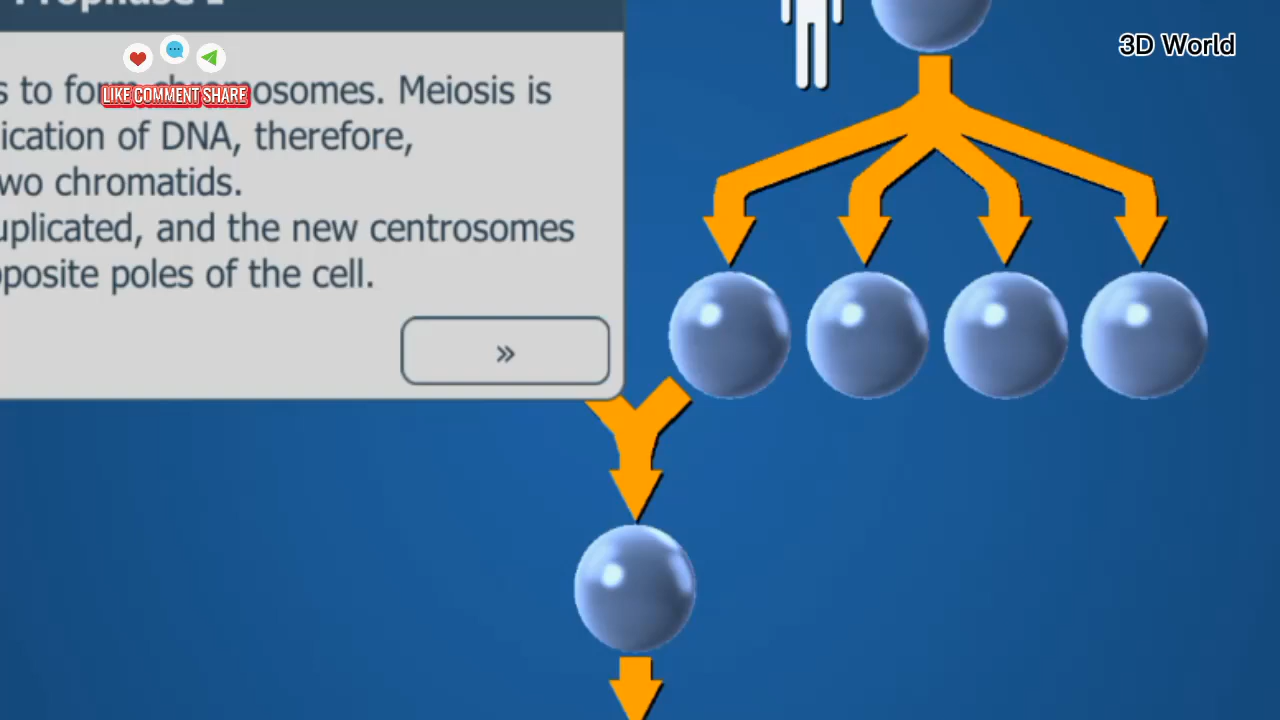 Prophase I
3D World
s to form chromosomes. Meiosis is
LIKE COMMENT SHARE
ication of DNA, therefore,
wo chromatids.
uplicated, and the new centrosomes
pposite poles of the cell.
»